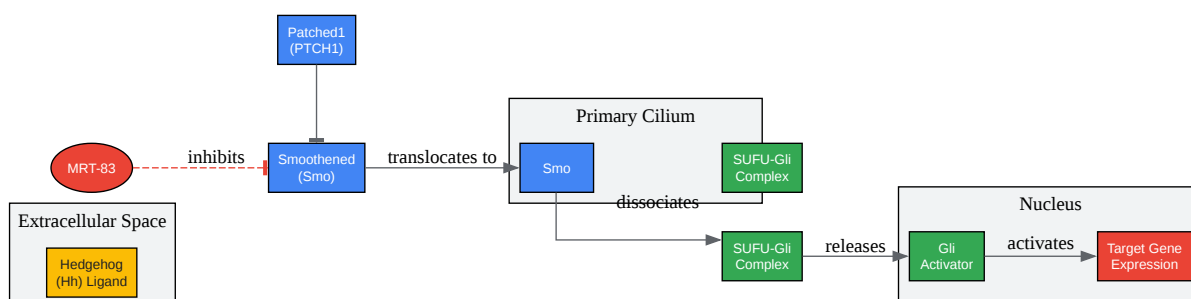 Patched1
(PTCH1)
Primary Cilium
MRT-83
inhibits
Smoothened
(Smo)
translocates to
Smo
SUFU-Gli
Complex
dissociates
Extracellular Space
Hedgehog
(Hh) Ligand
SUFU-Gli
Complex
releases
Nucleus
Gli
Activator
activates
Target Gene
Expression